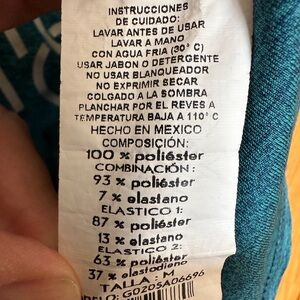 INSTRUCCIONES
DE CUIDADO:
LAVAR ANTES DE USAR
LAVAR A MANO
CON AGUA FRIA (30° C)
USAR JABON O DETERGENTE
NO USAR BLANQUEADOR
NO EXPRIMIR SECAR
COLGADO A LA SOMBRA
PLANCHAR POR EL REVES A
TEMPERATURA BAJA A 110° C
HECHO EN MEXICO
COMPOSICIÓN:
100 % poliéster
COMBINACIÓN:
93 % poliéster
7 % elastano
ELASTICO 1:
87 % poliéster
13 % elastano
ELASTICO 2:
63 % poliéster
37 % elastodieno
TALLA: M
DELO: G0205A06696